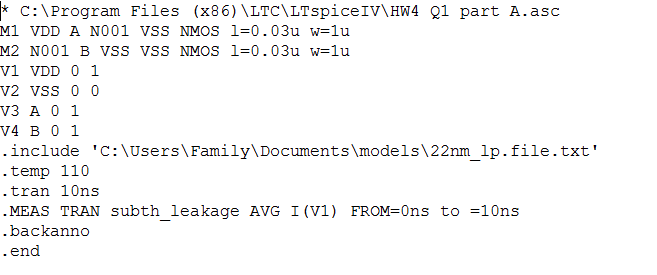 * C:\Program Files (x86)\LTC\LTspiceIV\HW4 Q1 part A.asc
M1 VDD A N001 VSS NMOS l=0.03u w=1u
M2 N001 B VSS VSS NMOS l=0.03u w=1u
V1 VDD 0 1
V2 VSS 0 0
V3 A 0 1
V4 B 0 1
.include 'C:\Users\Family\Documents\models\22nm_lp.file.txt'
.temp 110
.tran 10ns
.MEAS TRAN subth_leakage AVG I(V1) FROM=0ns to =10ns
.backanno
.end